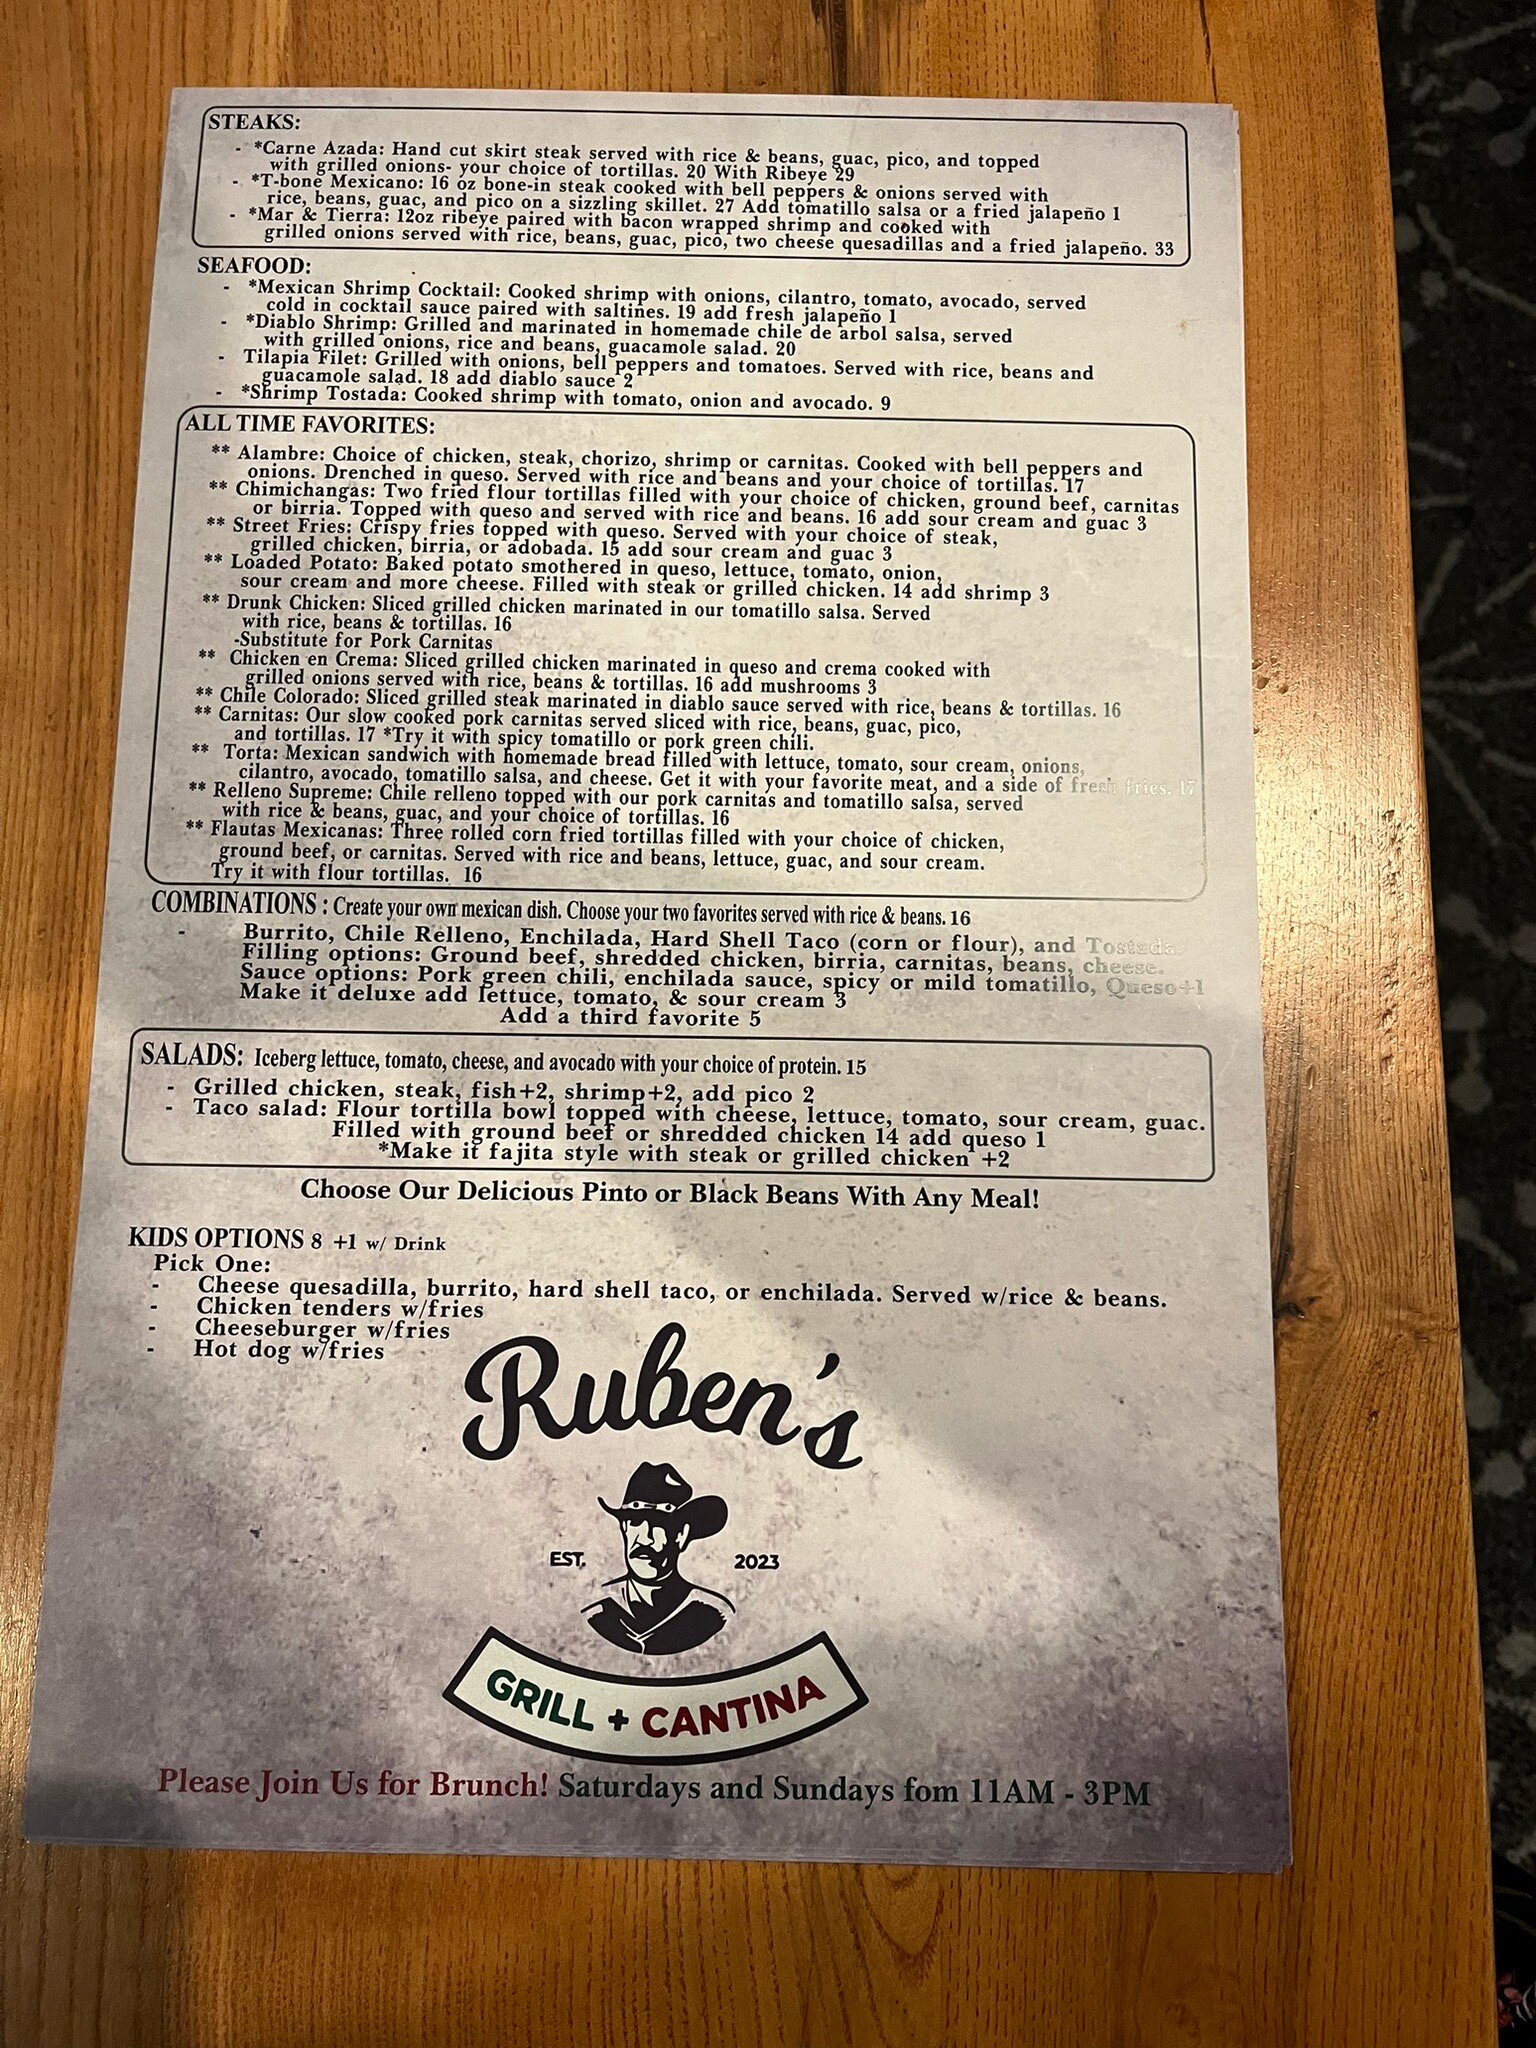 STEAKS:
- *Carne Azada: Hand cut skirt steak served with rice & beans, guac, pico, and topped
with grilled onions- your choice of tortillas. 20 With Ribeye 29
- *T-bone Mexicano: 16 oz bone-in steak cooked with bell peppers & onions served with
rice, beans, guac, and pico on a sizzling skillet. 27 Add tomatillo salsa or a fried jalapeño 1
- *Mar & Tierra: 12oz ribeye paired with bacon wrapped shrimp and cooked with
grilled onions served with rice, beans, guac, pico, two cheese quesadillas and a fried jalapeño. 33
SEAFOOD:
- *Mexican Shrimp Cocktail: Cooked shrimp with onions, cilantro, tomato, avocado, served
cold in cocktail sauce paired with saltines. 19 add fresh jalapeño 1
- *Diablo Shrimp: Grilled and marinated in homemade chile de arbol salsa, served
with grilled onions, rice and beans, guacamole salad. 20
- Tilapia Filet: Grilled with onions, bell peppers and tomatoes. Served with rice, beans and
guacamole salad. 18 add diablo sauce 2
- *Shrimp Tostada: Cooked shrimp with tomato, onion and avocado. 9
ALL TIME FAVORITES:
** Alambre: Choice of chicken, steak, chorizo, shrimp or carnitas. Cooked with bell peppers and
onions. Drenched in queso. Served with rice and beans and your choice of tortillas. 17
** Chimichangas: Two fried flour tortillas filled with your choice of chicken, ground beef, carnitas
or birria. Topped with queso and served with rice and beans. 16 add sour cream and guac 3
** Street Fries: Crispy fries topped with queso. Served with your choice of steak,
grilled chicken, birria, or adobada. 15 add sour cream and guac 3
** Loaded Potato: Baked potato smothered in queso, lettuce, tomato, onion,
sour cream and more cheese. Filled with steak or grilled chicken. 14 add shrimp 3
** Drunk Chicken: Sliced grilled chicken marinated in our tomatillo salsa. Served
with rice, beans & tortillas. 16
-Substitute for Pork Carnitas
** Chicken en Crema: Sliced grilled chicken marinated in queso and crema cooked with
grilled onions served with rice, beans & tortillas. 16 add mushrooms 3
** Chile Colorado: Sliced grilled steak marinated in diablo sauce served with rice, beans & tortillas. 16
** Carnitas: Our slow cooked pork carnitas served sliced with rice, beans, guac, pico,
and tortillas. 17 *Try it with spicy tomatillo or pork green chili.
** Torta: Mexican sandwich with homemade bread filled with lettuce, tomato, sour cream, onions,
cilantro, avocado, tomatillo salsa, and cheese. Get it with your favorite meat, and a side of fresh fries. 17
** Relleno Supreme: Chile relleno topped with our pork carnitas and tomatillo salsa, served
with rice & beans, guac, and your choice of tortillas. 16
** Flautas Mexicanas: Three rolled corn fried tortillas filled with your choice of chicken,
ground beef, or carnitas. Served with rice and beans, lettuce, guac, and sour cream.
Try it with flour tortillas. 16
COMBINATIONS : Create your own mexican dish. Choose your two favorites served with rice & beans. 16
- Burrito, Chile Relleno, Enchilada, Hard Shell Taco (corn or flour), and Tostada
Filling options: Ground beef, shredded chicken, birria, carnitas, beans, cheese.
Sauce options: Pork green chili, enchilada sauce, spicy or mild tomatillo, Queso+1
Make it deluxe add lettuce, tomato, & sour cream 3
Add a third favorite 5
SALADS: Iceberg lettuce, tomato, cheese, and avocado with your choice of protein. 15
- Grilled chicken, steak, fish+2, shrimp+2, add pico 2
- Taco salad: Flour tortilla bowl topped with cheese, lettuce, tomato, sour cream, guac.
Filled with ground beef or shredded chicken 14 add queso 1
*Make it fajita style with steak or grilled chicken +2
Choose Our Delicious Pinto or Black Beans With Any Meal!
KIDS OPTIONS 8 +1 w/ Drink
Pick One:
- Cheese quesadilla, burrito, hard shell taco, or enchilada. Served w/rice & beans.
- Chicken tenders w/fries
- Cheeseburger w/fries
- Hot dog w/fries
Ruben's
EST. 2023
GRILL + CANTINA
Please Join Us for Brunch! Saturdays and Sundays fom 11AM - 3PM